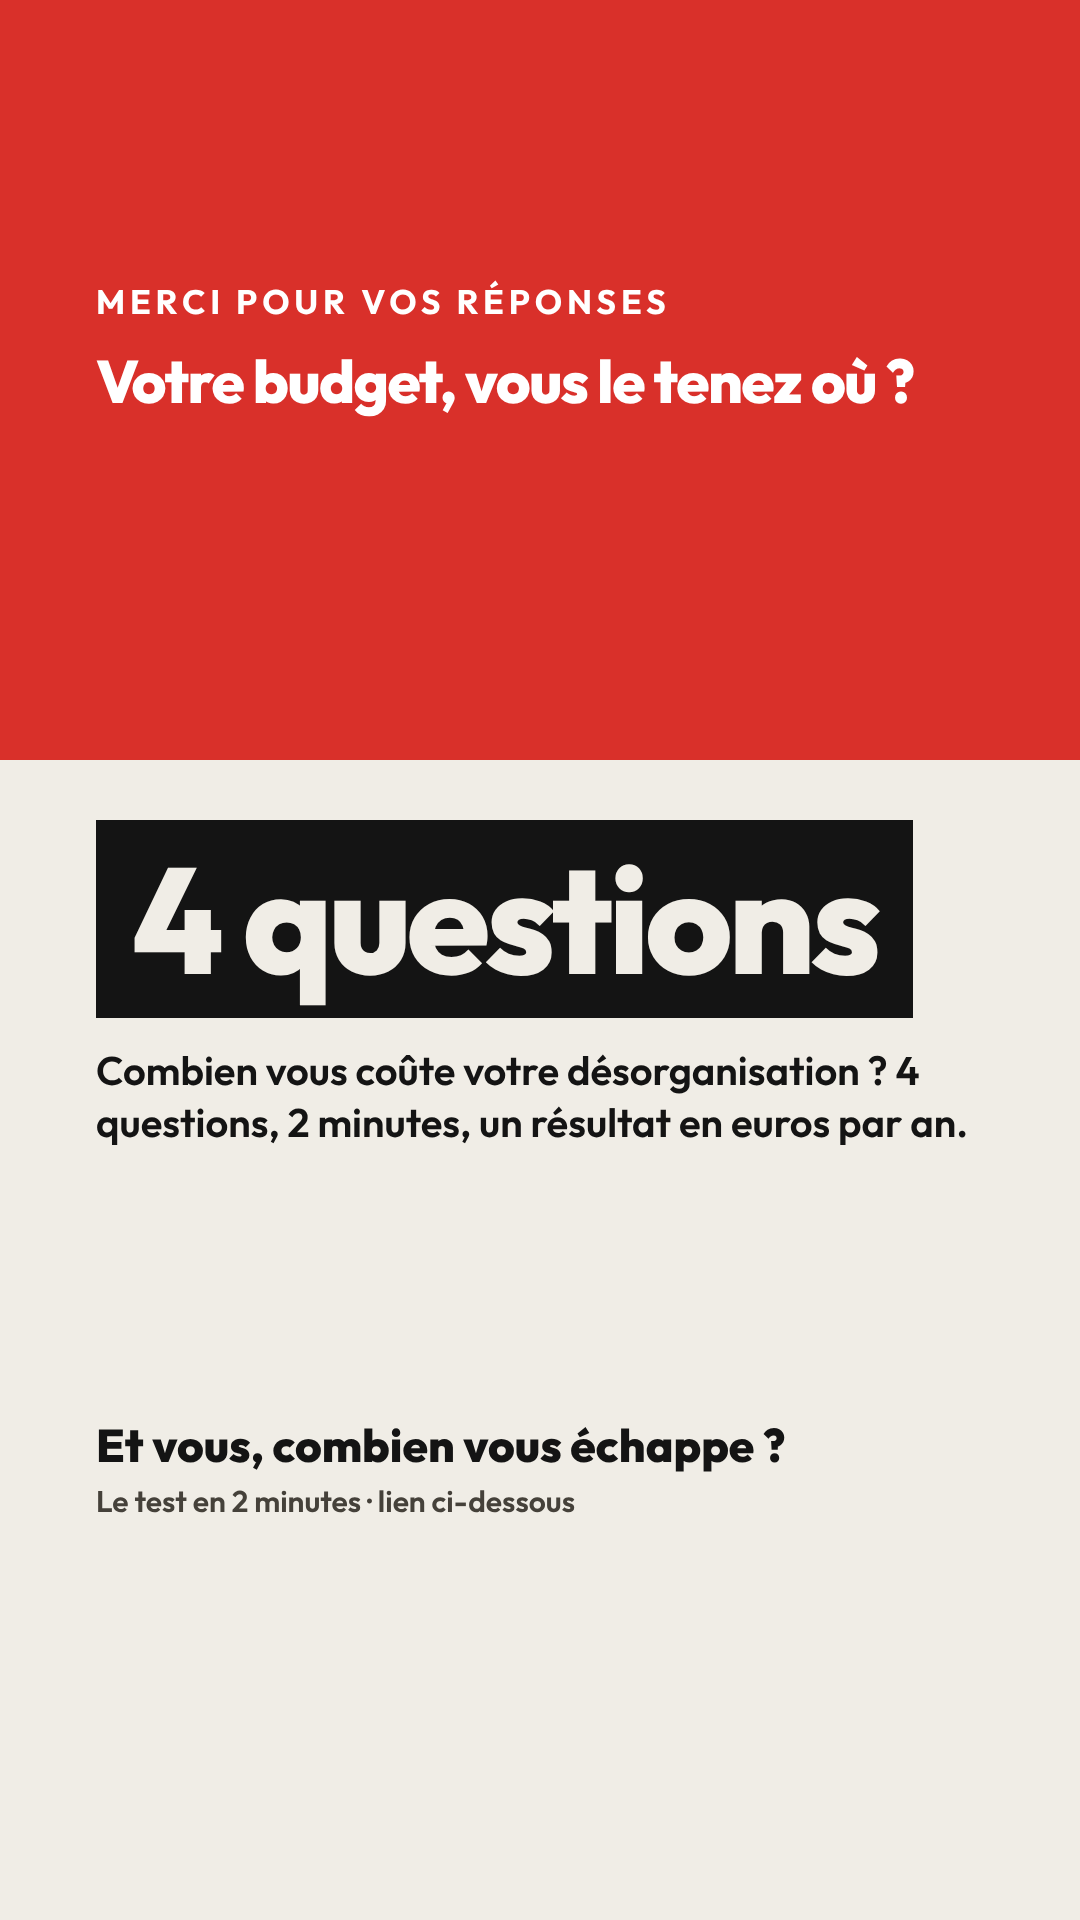 MERCI POUR VOS RÉPONSES
Votre budget, vous le tenez où ?
4 questions
Combien vous coûte votre désorganisation ? 4
questions, 2 minutes, un résultat en euros par an.
Et vous, combien vous échappe ?
Le test en 2 minutes · lien ci-dessous